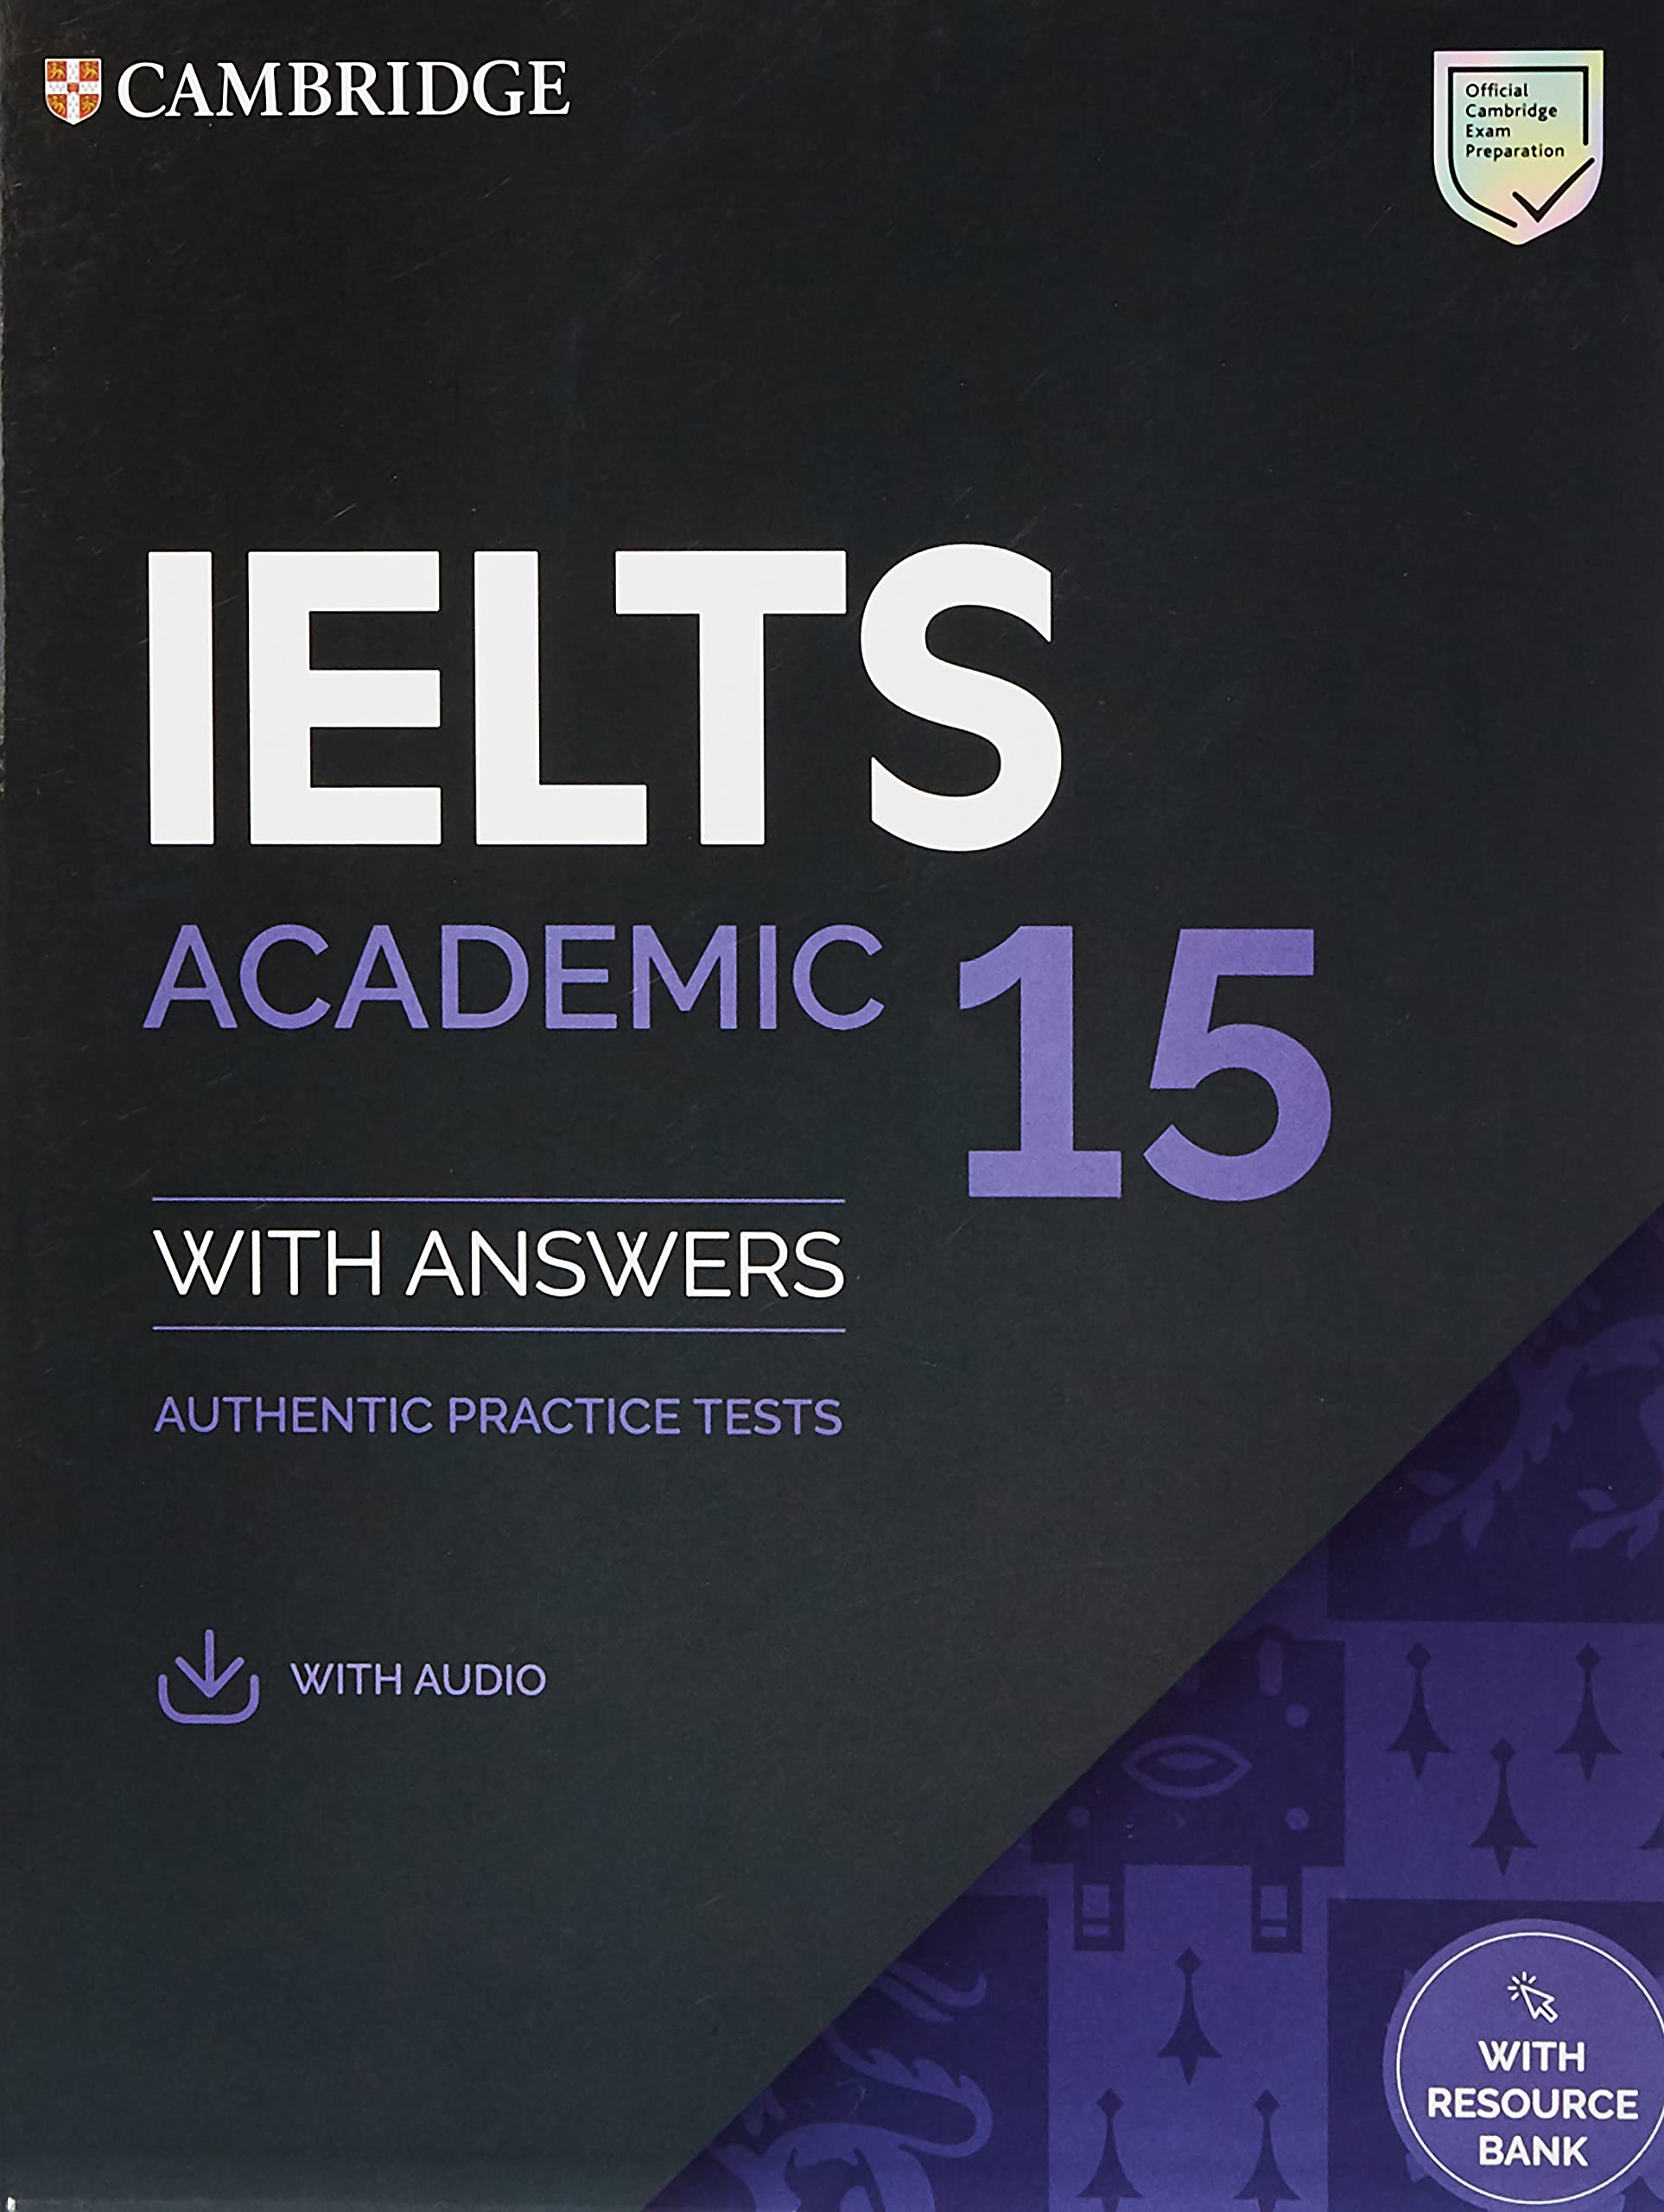 CAMBRIDGE
Official
Cambridge
Exam
Preparation
IELTS
ACADEMIC 15
WITH ANSWERS
AUTHENTIC PRACTICE TESTS
WITH AUDIO
WITH
RESOURCE
BANK